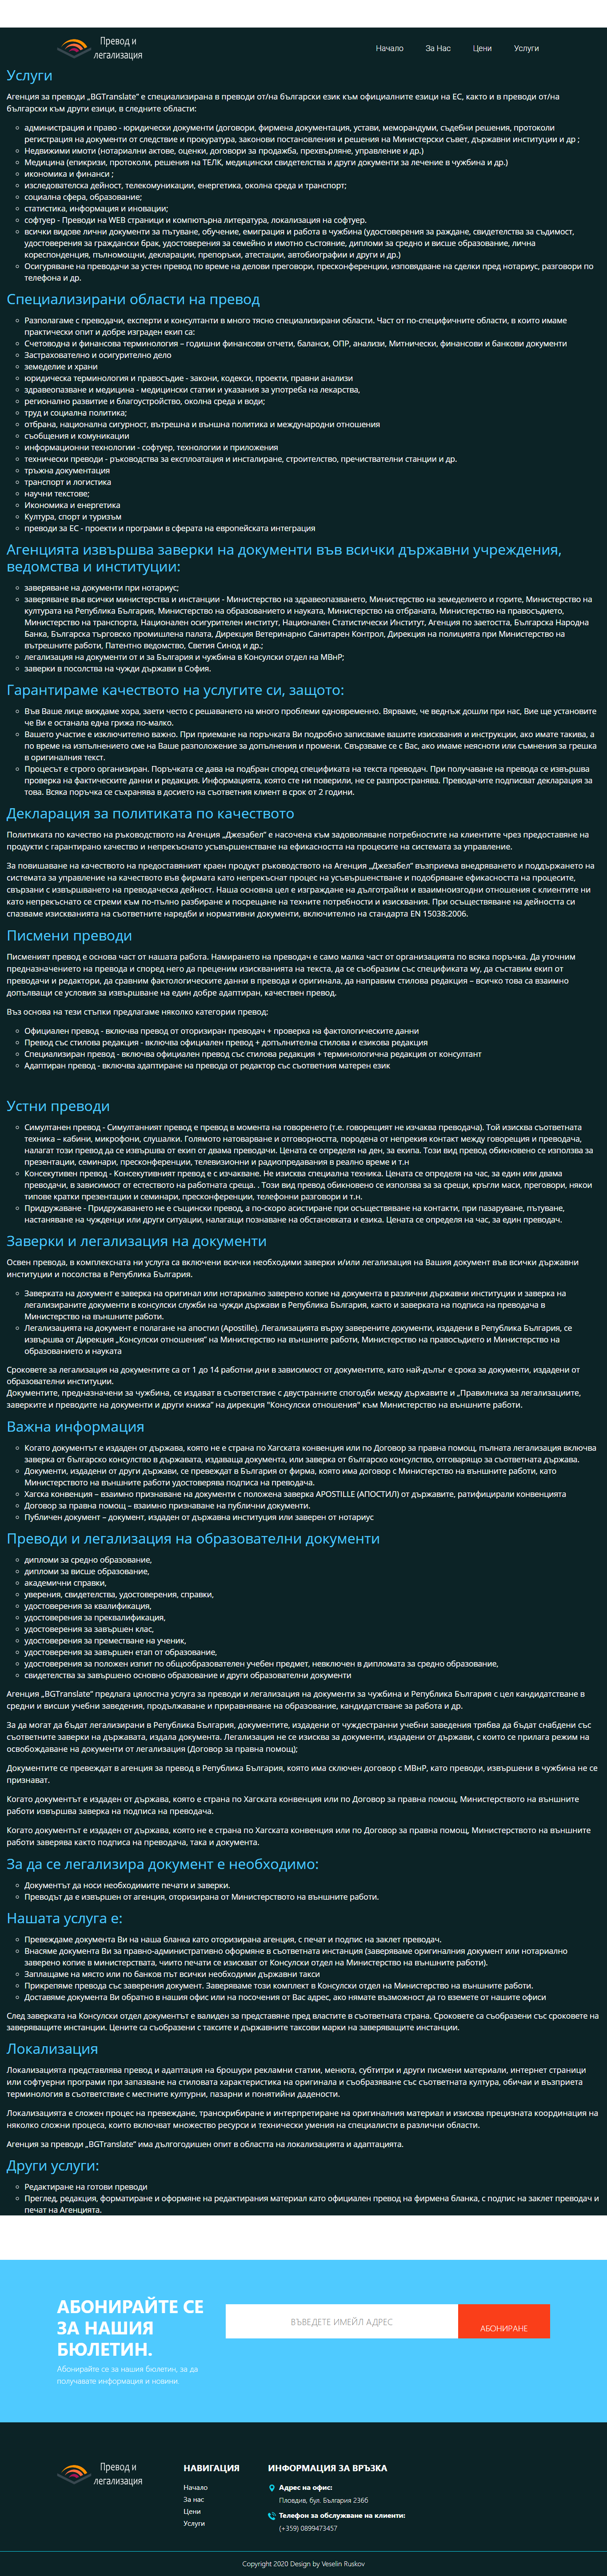 Превод и
легализация
Начало
За Нас
Цени
Услуги
Услуги
Агенция за преводи „BGTranslate“ е специализирана в преводи от/на български език към официалните езици на ЕС, както и в преводи от/на
български към други езици, в следните области:
администрация и право - юридически документи (договори, фирмена документация, устави, меморандуми, съдебни решения, протоколи
регистрация на документи от следствие и прокуратура, законови постановления и решения на Министерски съвет, държавни институции и др ;
Недвижими имоти (нотариални актове, оценки, договори за продажба, прехвърляне, управление и др.)
Медицина (епикризи, протоколи, решения на ТЕЛК, медицински свидетелства и други документи за лечение в чужбина и др.)
икономика и финанси ;
изследователска дейност, телекомуникации, енергетика, околна среда и транспорт;
социална сфера, образование;
статистика, информация и иновации;
софтуер - Преводи на WEB страници и компютърна литература, локализация на софтуер.
всички видове лични документи за пътуване, обучение, емиграция и работа в чужбина (удостоверения за раждане, свидетелства за съдимост,
удостоверения за граждански брак, удостоверения за семейно и имотно състояние, дипломи за средно и висше образование, лична
кореспонденция, пълномощни, декларации, препоръки, атестации, автобиографии и други и др.)
Осигуряване на преводачи за устен превод по време на делови преговори, пресконференции, изповядване на сделки пред нотариус, разговори по
телефона и др.
Специализирани области на превод
Разполагаме с преводачи, експерти и консултанти в много тясно специализирани области. Част от по-специфичните области, в които имаме
практически опит и добре изграден екип са:
Счетоводна и финансова терминология – годишни финансови отчети, баланси, ОПР, анализи, Митнически, финансови и банкови документи
Застрахователно и осигурително дело
земеделие и храни
юридическа терминология и правосъдие - закони, кодекси, проекти, правни анализи
здравеопазване и медицина - медицински статии и указания за употреба на лекарства,
регионално развитие и благоустройство, околна среда и води;
труд и социална политика;
отбрана, национална сигурност, вътрешна и външна политика и международни отношения
съобщения и комуникации
информационни технологии - софтуер, технологии и приложения
технически преводи - ръководства за експлоатация и инсталиране, строителство, пречиствателни станции и др.
тръжна документация
транспорт и логистика
научни текстове;
Икономика и енергетика
Култура, спорт и туризъм
преводи за ЕС - проекти и програми в сферата на европейската интеграция
Агенцията извършва заверки на документи във всички държавни учреждения,
ведомства и институции:
заверяване на документи при нотариус;
заверяване във всички министерства и инстанции - Министерство на здравеопазването, Министерство на земеделието и горите, Министерство на
културата на Република България, Министерство на образованието и науката, Министерство на отбраната, Министерство на правосъдието,
Министерство на транспорта, Национален осигурителен институт, Национален Статистически Институт, Агенция по заетостта, Българска Народна
Банка, Българска търговско промишлена палата, Дирекция Ветеринарно Санитарен Контрол, Дирекция на полицията при Министерство на
вътрешните работи, Патентно ведомство, Светия Синод и др.;
легализация на документи от и за България и чужбина в Консулски отдел на МВнР;
заверки в посолства на чужди държави в София.
Гарантираме качеството на услугите си, защото:
Във Ваше лице виждаме хора, заети често с решаването на много проблеми едновременно. Вярваме, че веднъж дошли при нас, Вие ще установите
че Ви е останала една грижа по-малко.
Вашето участие е изключително важно. При приемане на поръчката Ви подробно записваме вашите изисквания и инструкции, ако имате такива, а
по време на изпълнението сме на Ваше разположение за допълнения и промени. Свързваме се с Вас, ако имаме неясноти или съмнения за грешка
в оригиналния текст.
Процесът е строго организиран. Поръчката се дава на подбран според спецификата на текста преводач. При получаване на превода се извършва
проверка на фактическите данни и редакция. Информацията, която сте ни поверили, не се разпространява. Преводачите подписват декларация за
това. Всяка поръчка се съхранява в досието на съответния клиент в срок от 2 години.
Декларация за политиката по качеството
Политиката по качество на ръководството на Агенция „Джезабел“ е насочена към задоволяване потребностите на клиентите чрез предоставяне на
продукти с гарантирано качество и непрекъснато усъвършенстване на ефикасността на процесите на системата за управление.
За повишаване на качеството на предоставяният краен продукт ръководството на Агенция „Джезабел“ възприема внедряването и поддържането на
системата за управление на качеството във фирмата като непрекъснат процес на усъвършенстване и подобряване ефикасността на процесите,
свързани с извършването на преводаческа дейност. Наша основна цел е изграждане на дълготрайни и взаимноизгодни отношения с клиентите ни
като непрекъснато се стреми към по-пълно разбиране и посрещане на техните потребности и изисквания. При осъществяване на дейността си
спазваме изискванията на съответните наредби и нормативни документи, включително на стандарта EN 15038:2006.
Писмени преводи
Писменият превод е основа част от нашата работа. Намирането на преводач е само малка част от организацията по всяка поръчка. Да уточним
предназначението на превода и според него да преценим изискванията на текста, да се съобразим със спецификата му, да съставим екип от
преводачи и редактори, да сравним фактологическите данни в превода и оригинала, да направим стилова редакция – всичко това са взаимно
допълващи се условия за извършване на един добре адаптиран, качествен превод.
Въз основа на тези стъпки предлагаме няколко категории превод:
Официален превод - включва превод от оторизиран преводач + проверка на фактологическите данни
Превод със стилова редакция - включва официален превод + допълнителна стилова и езикова редакция
Специализиран превод - включва официален превод със стилова редакция + терминологична редакция от консултант
Адаптиран превод - включва адаптиране на превода от редактор със съответния матерен език
Устни преводи
Симултанен превод - Симултанният превод е превод в момента на говоренето (т.е. говорещият не изчаква преводача). Той изисква съответната
техника – кабини, микрофони, слушалки. Голямото натоварване и отговорността, породена от непрекия контакт между говорещия и преводача,
налагат този превод да се извършва от екип от двама преводачи. Цената се определя на ден, за екипа. Този вид превод обикновено се използва за
презентации, семинари, пресконференции, телевизионни и радиопредавания в реално време и т.н
Консекутивен превод - Консекутивният превод е с изчакване. Не изисква специална техника. Цената се определя на час, за един или двама
преводачи, в зависимост от естеството на работната среща. . Този вид превод обикновено се използва за за срещи, кръгли маси, преговори, някои
типове кратки презентации и семинари, пресконференции, телефонни разговори и т.н.
Придружаване - Придружаването не е същински превод, а по-скоро асистиране при осъществяване на контакти, при пазаруване, пътуване,
настаняване на чужденци или други ситуации, налагащи познаване на обстановката и езика. Цената се определя на час, за един преводач.
Заверки и легализация на документи
Освен превода, в комплексната ни услуга са включени всички необходими заверки и/или легализация на Вашия документ във всички държавни
институции и посолства в Република България.
Заверката на документ е заверка на оригинал или нотариално заверено копие на документа в различни държавни институции и заверка на
легализираните документи в консулски служби на чужди държави в Република България, както и заверката на подписа на преводача в
Министерство на външните работи.
Легализацията на документ е полагане на апостил (Apostille). Легализацията върху заверените документи, издадени в Република България, се
извършва от Дирекция „Консулски отношения“ на Министерство на външните работи, Министерство на правосъдието и Министерство на
образованието и науката
Сроковете за легализация на документите са от 1 до 14 работни дни в зависимост от документите, като най-дълъг е срока за документи, издадени от
образователни институции.
Документите, предназначени за чужбина, се издават в съответствие с двустранните спогодби между държавите и „Правилника за легализациите,
заверките и преводите на документи и други книжа“ на дирекция "Консулски отношения" към Министерство на външните работи.
Важна информация
Когато документът е издаден от държава, която не е страна по Хагската конвенция или по Договор за правна помощ, пълната легализация включва
заверка от българско консулство в държавата, издаваща документа, или заверка от българско консулство, отговарящо за съответната държава.
Документи, издадени от други държави, се превеждат в България от фирма, която има договор с Министерство на външните работи, като
Министерството на външните работи удостоверява подписа на преводача.
Хагска конвенция – взаимно признаване на документи с положена заверка APOSTILLE (АПОСТИЛ) от държавите, ратифицирали конвенцията
Договор за правна помощ – взаимно признаване на публични документи.
Публичен документ – документ, издаден от държавна институция или заверен от нотариус
Преводи и легализация на образователни документи
дипломи за средно образование,
дипломи за висше образование,
академични справки,
уверения, свидетелства, удостоверения, справки,
удостоверения за квалификация,
удостоверения за преквалификация,
удостоверения за завършен клас,
удостоверения за преместване на ученик,
удостоверения за завършен етап от образование,
удостоверения за положен изпит по общообразователен учебен предмет, невключен в дипломата за средно образование,
свидетелства за завършено основно образование и други образователни документи
Агенция „BGTranslate“ предлага цялостна услуга за преводи и легализация на документи за чужбина и Република България с цел кандидатстване в
средни и висши учебни заведения, продължаване и приравняване на образование, кандидатстване за работа и др.
За да могат да бъдат легализирани в Република България, документите, издадени от чуждестранни учебни заведения трябва да бъдат снабдени със
съответните заверки на държавата, издала документа. Легализация не се изисква за документи, издадени от държави, с които се прилага режим на
освобождаване на документи от легализация (Договор за правна помощ);
Документите се превеждат в агенция за превод в Република България, която има сключен договор с МВнР, като преводи, извършени в чужбина не се
признават.
Когато документът е издаден от държава, която е страна по Хагската конвенция или по Договор за правна помощ, Министерството на външните
работи извършва заверка на подписа на преводача.
Когато документът е издаден от държава, която не е страна по Хагската конвенция или по Договор за правна помощ, Министерството на външните
работи заверява както подписа на преводача, така и документа.
За да се легализира документ е необходимо:
Документът да носи необходимите печати и заверки.
Преводът да е извършен от агенция, оторизирана от Министерството на външните работи.
Нашата услуга е:
Превеждаме документа Ви на наша бланка като оторизирана агенция, с печат и подпис на заклет преводач.
Внасяме документа Ви за правно-административно оформяне в съответната инстанция (заверяваме оригиналния документ или нотариално
заверено копие в министерствата, чиито печати се изискват от Консулски отдел на Министерство на външните работи).
Заплащаме на място или по банков път всички необходими държавни такси
Прикрепяме превода със заверения документ. Заверяваме този комплект в Консулски отдел на Министерство на външните работи.
Доставяме документа Ви обратно в нашия офис или на посочения от Вас адрес, ако нямате възможност да го вземете от нашите офиси
След заверката на Консулски отдел документът е валиден за представяне пред властите в съответната страна. Сроковете са съобразени със сроковете на
заверяващите инстанции. Цените са съобразени с таксите и държавните таксови марки на заверяващите инстанции.
Локализация
Локализацията представлява превод и адаптация на брошури рекламни статии, менюта, субтитри и други писмени материали, интернет страници
или софтуерни програми при запазване на стиловата характеристика на оригинала и съобразяване със съответната култура, обичаи и възприета
терминология в съответствие с местните културни, пазарни и понятийни дадености.
Локализацията е сложен процес на превеждане, транскрибиране и интерпретиране на оригиналния материал и изисква прецизната координация на
няколко сложни процеса, които включват множество ресурси и технически умения на специалисти в различни области.
Агенция за преводи „BGTranslate“ има дългогодишен опит в областта на локализацията и адаптацията.
Други услуги:
Редактиране на готови преводи
Преглед, редакция, форматиране и оформяне на редактирания материал като официален превод на фирмена бланка, с подпис на заклет преводач и
печат на Агенцията.
АБОНИРАЙТЕ СЕ
ЗА НАШИЯ
БЮЛЕТИН.
Абонирайте се за нашия бюлетин, за да
получавате информация и новини.
ВЪВЕДЕТЕ ИМЕЙЛ АДРЕС
АБОНИРАНЕ
Превод и
легализация
НАВИГАЦИЯ
Начало
За нас
Цени
Услуги
ИНФОРМАЦИЯ ЗА ВРЪЗКА
Адрес на офис:
Пловдив, бул. България 236б
Телефон за обслужване на клиенти:
(+359) 0899473457
Copyright 2020 Design by Veselin Ruskov